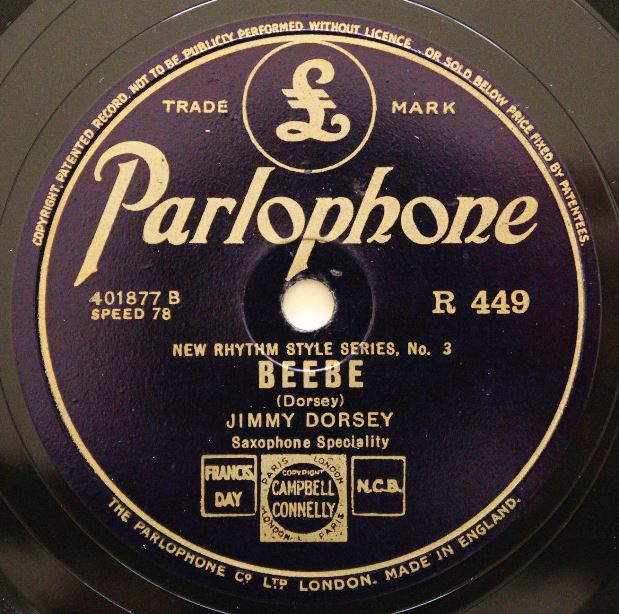 COPYRIGHT. PATENTED RECORD. NOT TO BE PUBLICLY PERFORMED WITHOUT LICENCE. OR SOLD BELOW PRICE FIXED BY PATENTEES.
TRADE £ MARK
Parlophone
401877 B
SPEED 78
R 449
NEW RHYTHM STYLE SERIES, No. 3
BEEBE
(Dorsey)
JIMMY DORSEY
Saxophone Speciality
FRANCIS, DAY
PARIS LONDON
COPYRIGHT
CAMPBELL
CONNELLY
LONDON PARIS
N.C.B.
THE PARLOPHONE Co LTD LONDON. MADE IN ENGLAND.